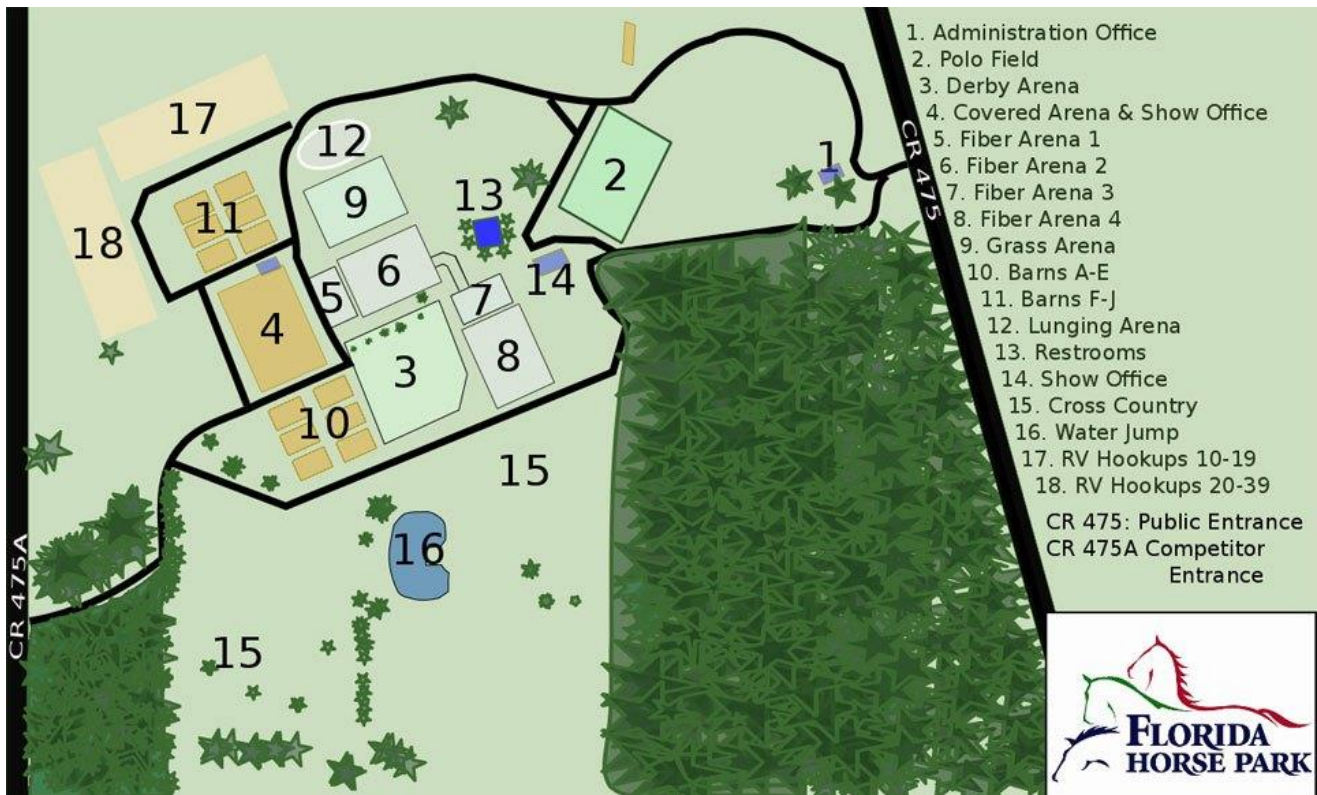 17
12
11
9
18
13
2
1
CR 475
6
5
7
14
4
3
8
10
15
16
15
CR 475A
1. Administration Office
2. Polo Field
3. Derby Arena
4. Covered Arena & Show Office
5. Fiber Arena 1
6. Fiber Arena 2
7. Fiber Arena 3
8. Fiber Arena 4
9. Grass Arena
10. Barns A-E
11. Barns F-J
12. Lunging Arena
13. Restrooms
14. Show Office
15. Cross Country
16. Water Jump
17. RV Hookups 10-19
18. RV Hookups 20-39
CR 475: Public Entrance
CR 475A Competitor
Entrance
FLORIDA
HORSE PARK